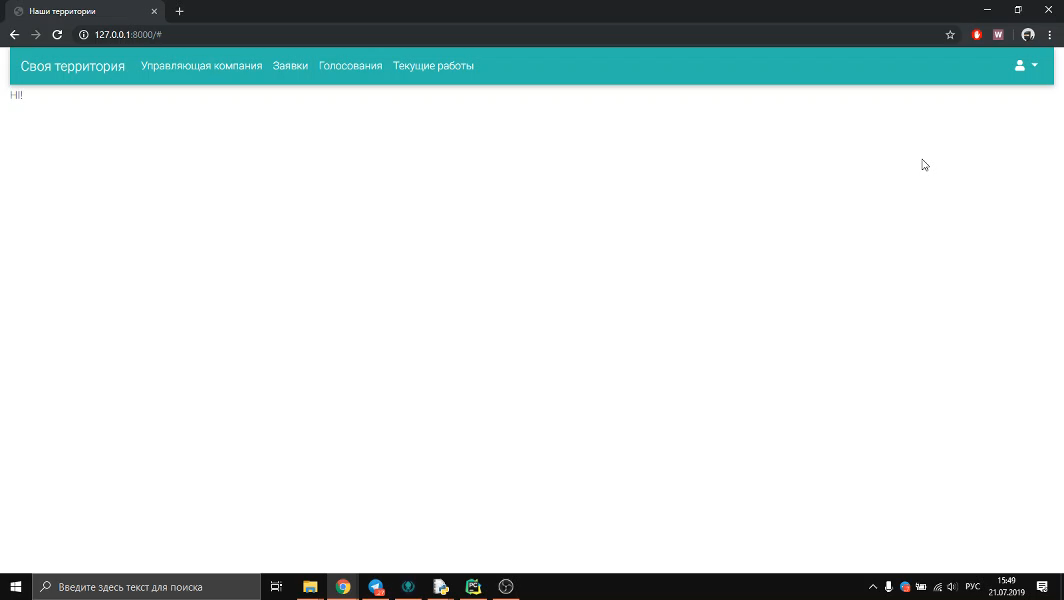 Наши территории
127.0.0.1:8000/#
W
Своя территория Управляющая компания Заявки Голосования Текущие работы
HI!
Введите здесь текст для поиска
PC
РУС
15:49
21.07.2019